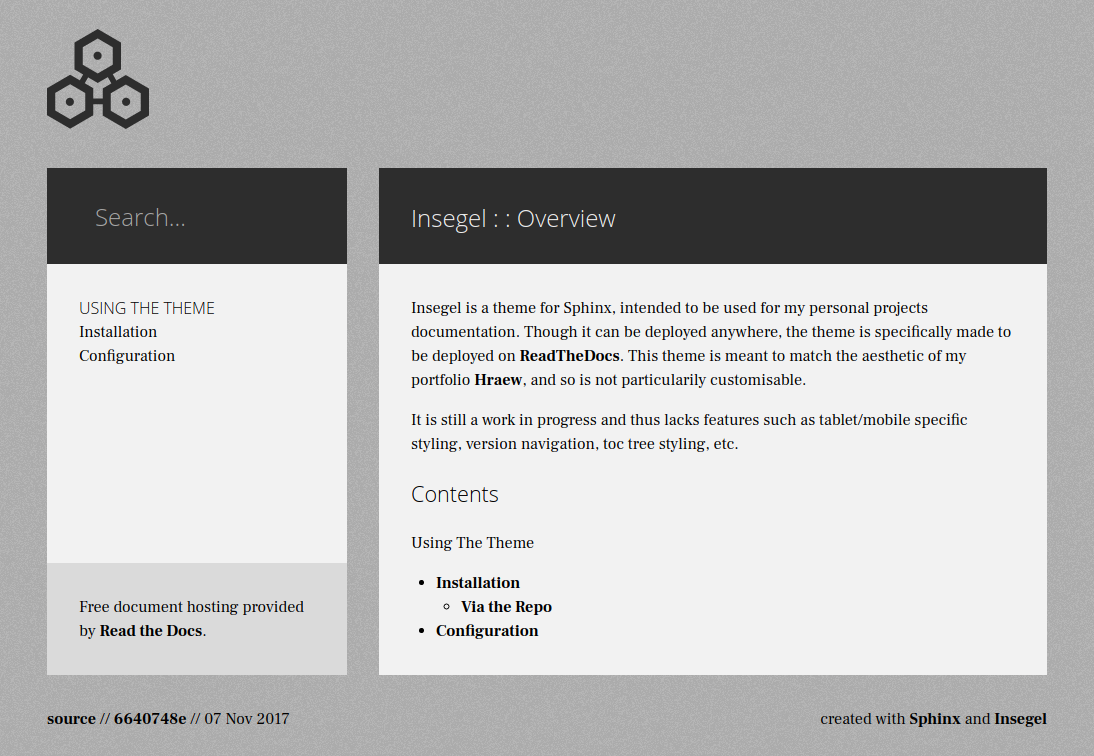 Search...
USING THE THEME
Installation
Configuration
Free document hosting provided
by Read the Docs.
Insegel : : Overview
Insegel is a theme for Sphinx, intended to be used for my personal projects
documentation. Though it can be deployed anywhere, the theme is specifically made to
be deployed on ReadTheDocs. This theme is meant to match the aesthetic of my
portfolio Hraew, and so is not particularily customisable.
It is still a work in progress and thus lacks features such as tablet/mobile specific
styling, version navigation, toc tree styling, etc.
Contents
Using The Theme
• Installation
◦ Via the Repo
• Configuration
source // 6640748e // 07 Nov 2017
created with Sphinx and Insegel